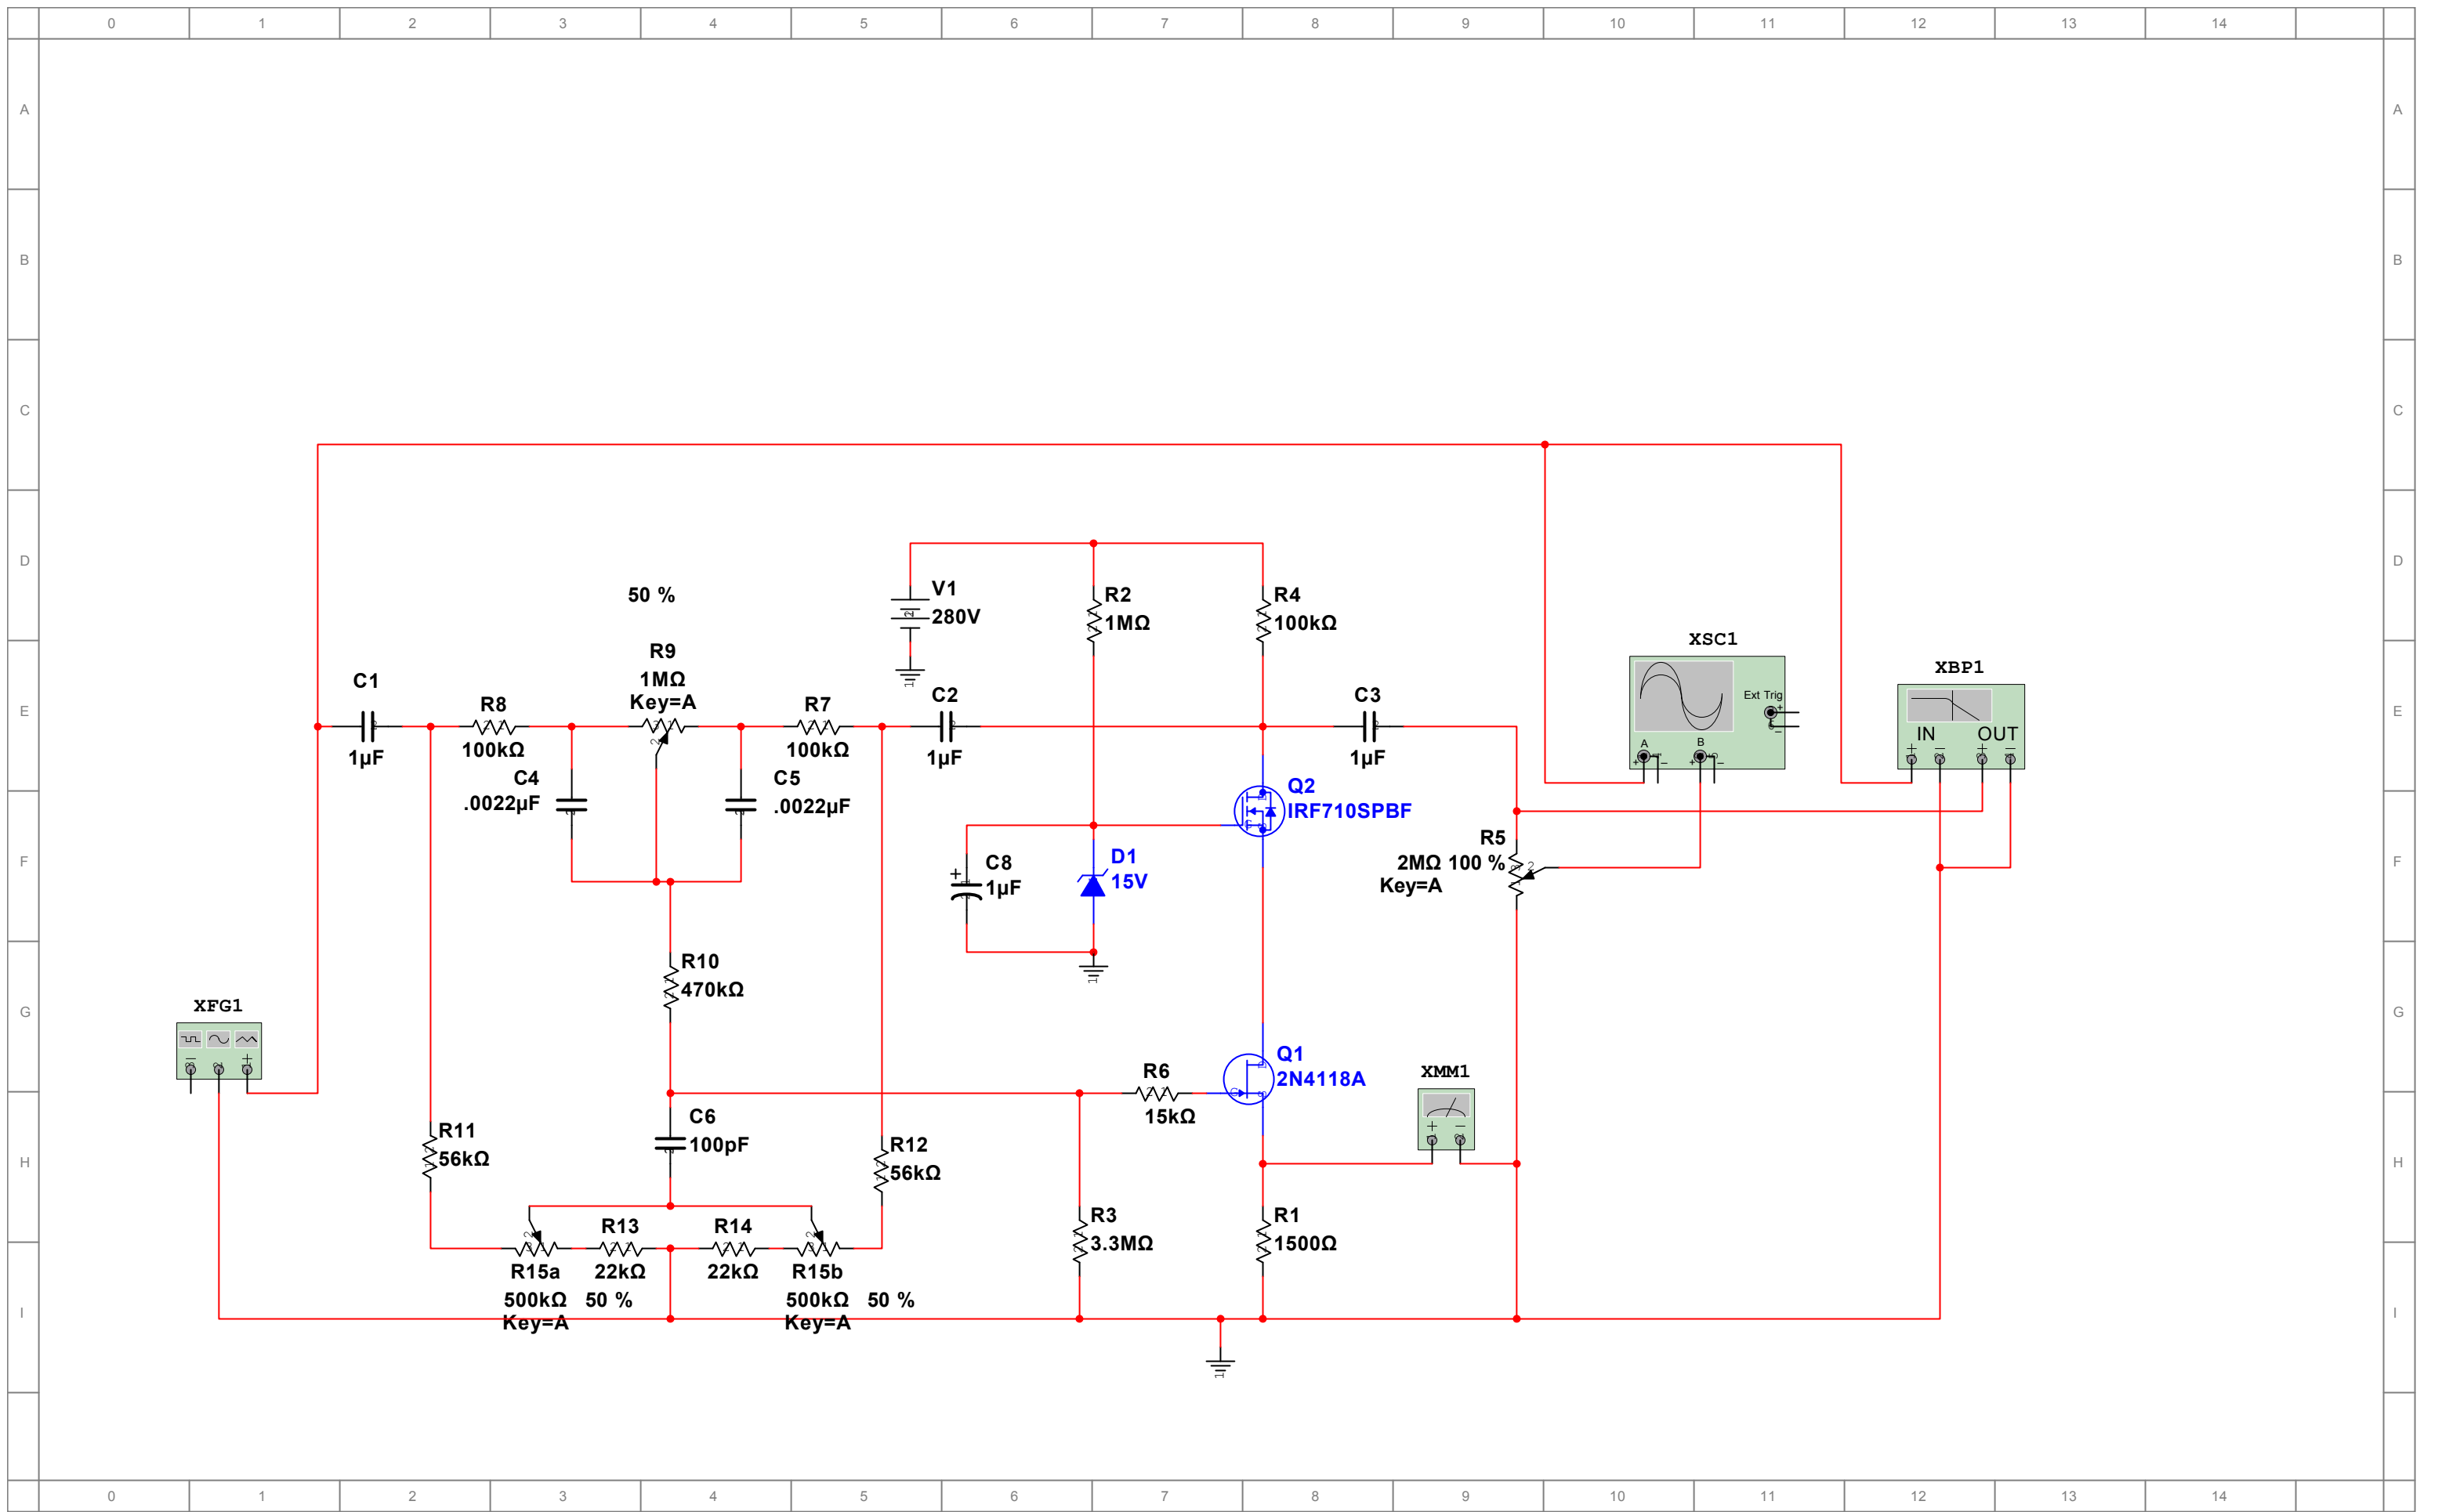 0 1 2 3 4 5 6 7 8 9 10 11 12 13 14
A A
B B
C C
D D
E E
F F
G G
H H
I I
V1
280V
R2
1MΩ
R4
100kΩ
50 %
R9
1MΩ
Key=A
C1
1µF
R8
100kΩ
R7
100kΩ
C2
1µF
C3
1µF
C4
.0022µF
C5
.0022µF
XSC1
Ext Trig
A
B
XBP1
IN OUT
Q2
IRF710SPBF
R5
2MΩ 100 %
Key=A
C8
1µF
D1
15V
R10
470kΩ
XFG1
Q1
2N4118A
R6
15kΩ
XMM1
C6
100pF
R11
56kΩ
R12
56kΩ
R3
3.3MΩ
R1
1500Ω
R13
22kΩ
R14
22kΩ
R15a
500kΩ 50 %
Key=A
R15b
500kΩ 50 %
Key=A
0 1 2 3 4 5 6 7 8 9 10 11 12 13 14